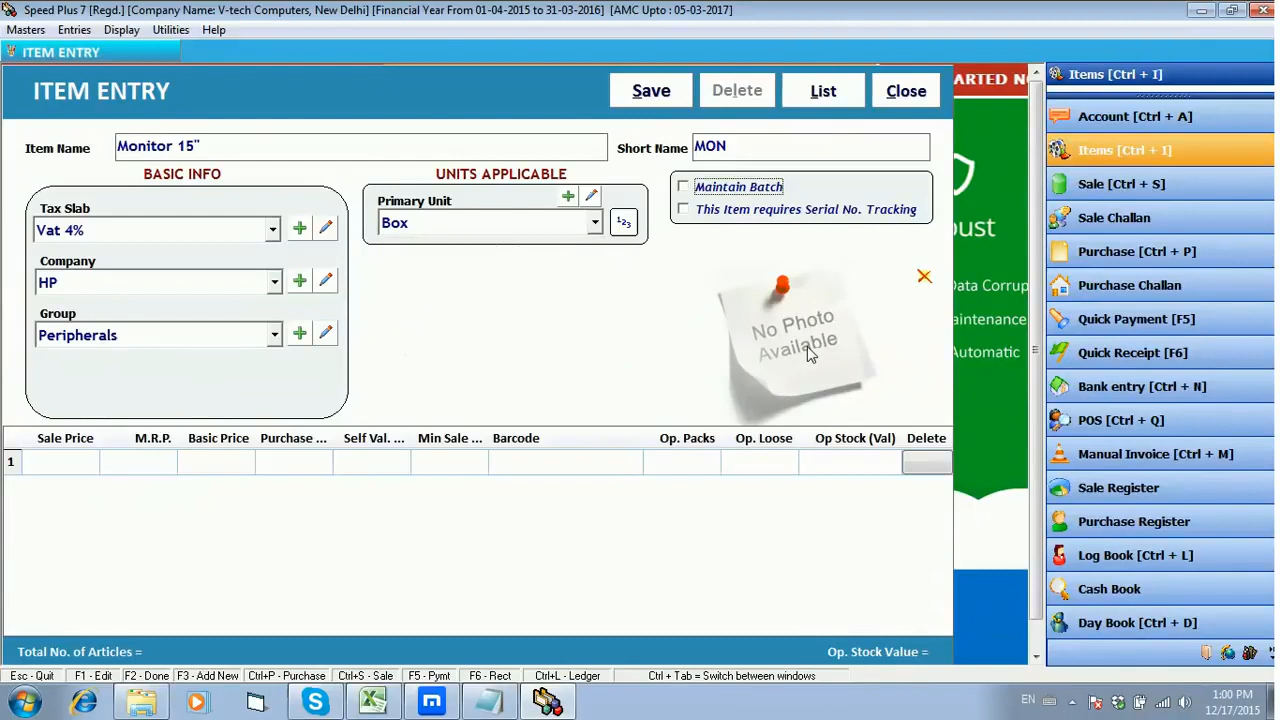 Speed Plus 7 [Regd.] [Company Name: V-tech Computers, New Delhi] [Financial Year From 01-04-2015 to 31-03-2016] [AMC Upto : 05-03-2017]
Masters Entries Display Utilities Help
ITEM ENTRY
ITEM ENTRY
Save Delete List Close
Item Name Monitor 15" Short Name MON
BASIC INFO
Tax Slab
Vat 4%
Company
HP
Group
Peripherals
UNITS APPLICABLE
Primary Unit
Box
Maintain Batch
This Item requires Serial No. Tracking
No Photo
Available
Sale Price M.R.P. Basic Price Purchase ... Self Val. ... Min Sale ... Barcode Op. Packs Op. Loose Op Stock (Val) Delete
1
Total No. of Articles = Op. Stock Value =
ARTED
oust
Data Corrup
aintenance
Automatic
Items [Ctrl + I]
Account [Ctrl + A]
Items [Ctrl + I]
Sale [Ctrl + S]
Sale Challan
Purchase [Ctrl + P]
Purchase Challan
Quick Payment [F5]
Quick Receipt [F6]
Bank entry [Ctrl + N]
POS [Ctrl + Q]
Manual Invoice [Ctrl + M]
Sale Register
Purchase Register
Log Book [Ctrl + L]
Cash Book
Day Book [Ctrl + D]
Esc - Quit F1 - Edit F2 - Done F3 - Add New Ctrl+P - Purchase Ctrl+S - Sale F5 - Pymt F6 - Rect Ctrl+L - Ledger Ctrl + Tab = Switch between windows
EN
1:00 PM
12/17/2015